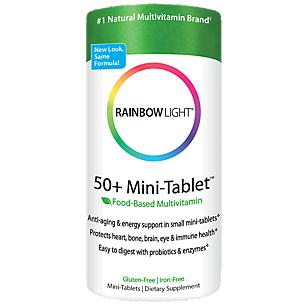 #1 Natural Multivitamin Brand†
New Look,
Same
Formula!
RAINBOW LIGHT®
50+ Mini-Tablet™
Food-Based Multivitamin
Anti-aging & energy support in small mini-tablets*
Protects heart, bone, brain, eye & immune health*
Easy to digest with probiotics & enzymes*
Gluten-Free | Iron-Free
Mini-Tablets | Dietary Supplement